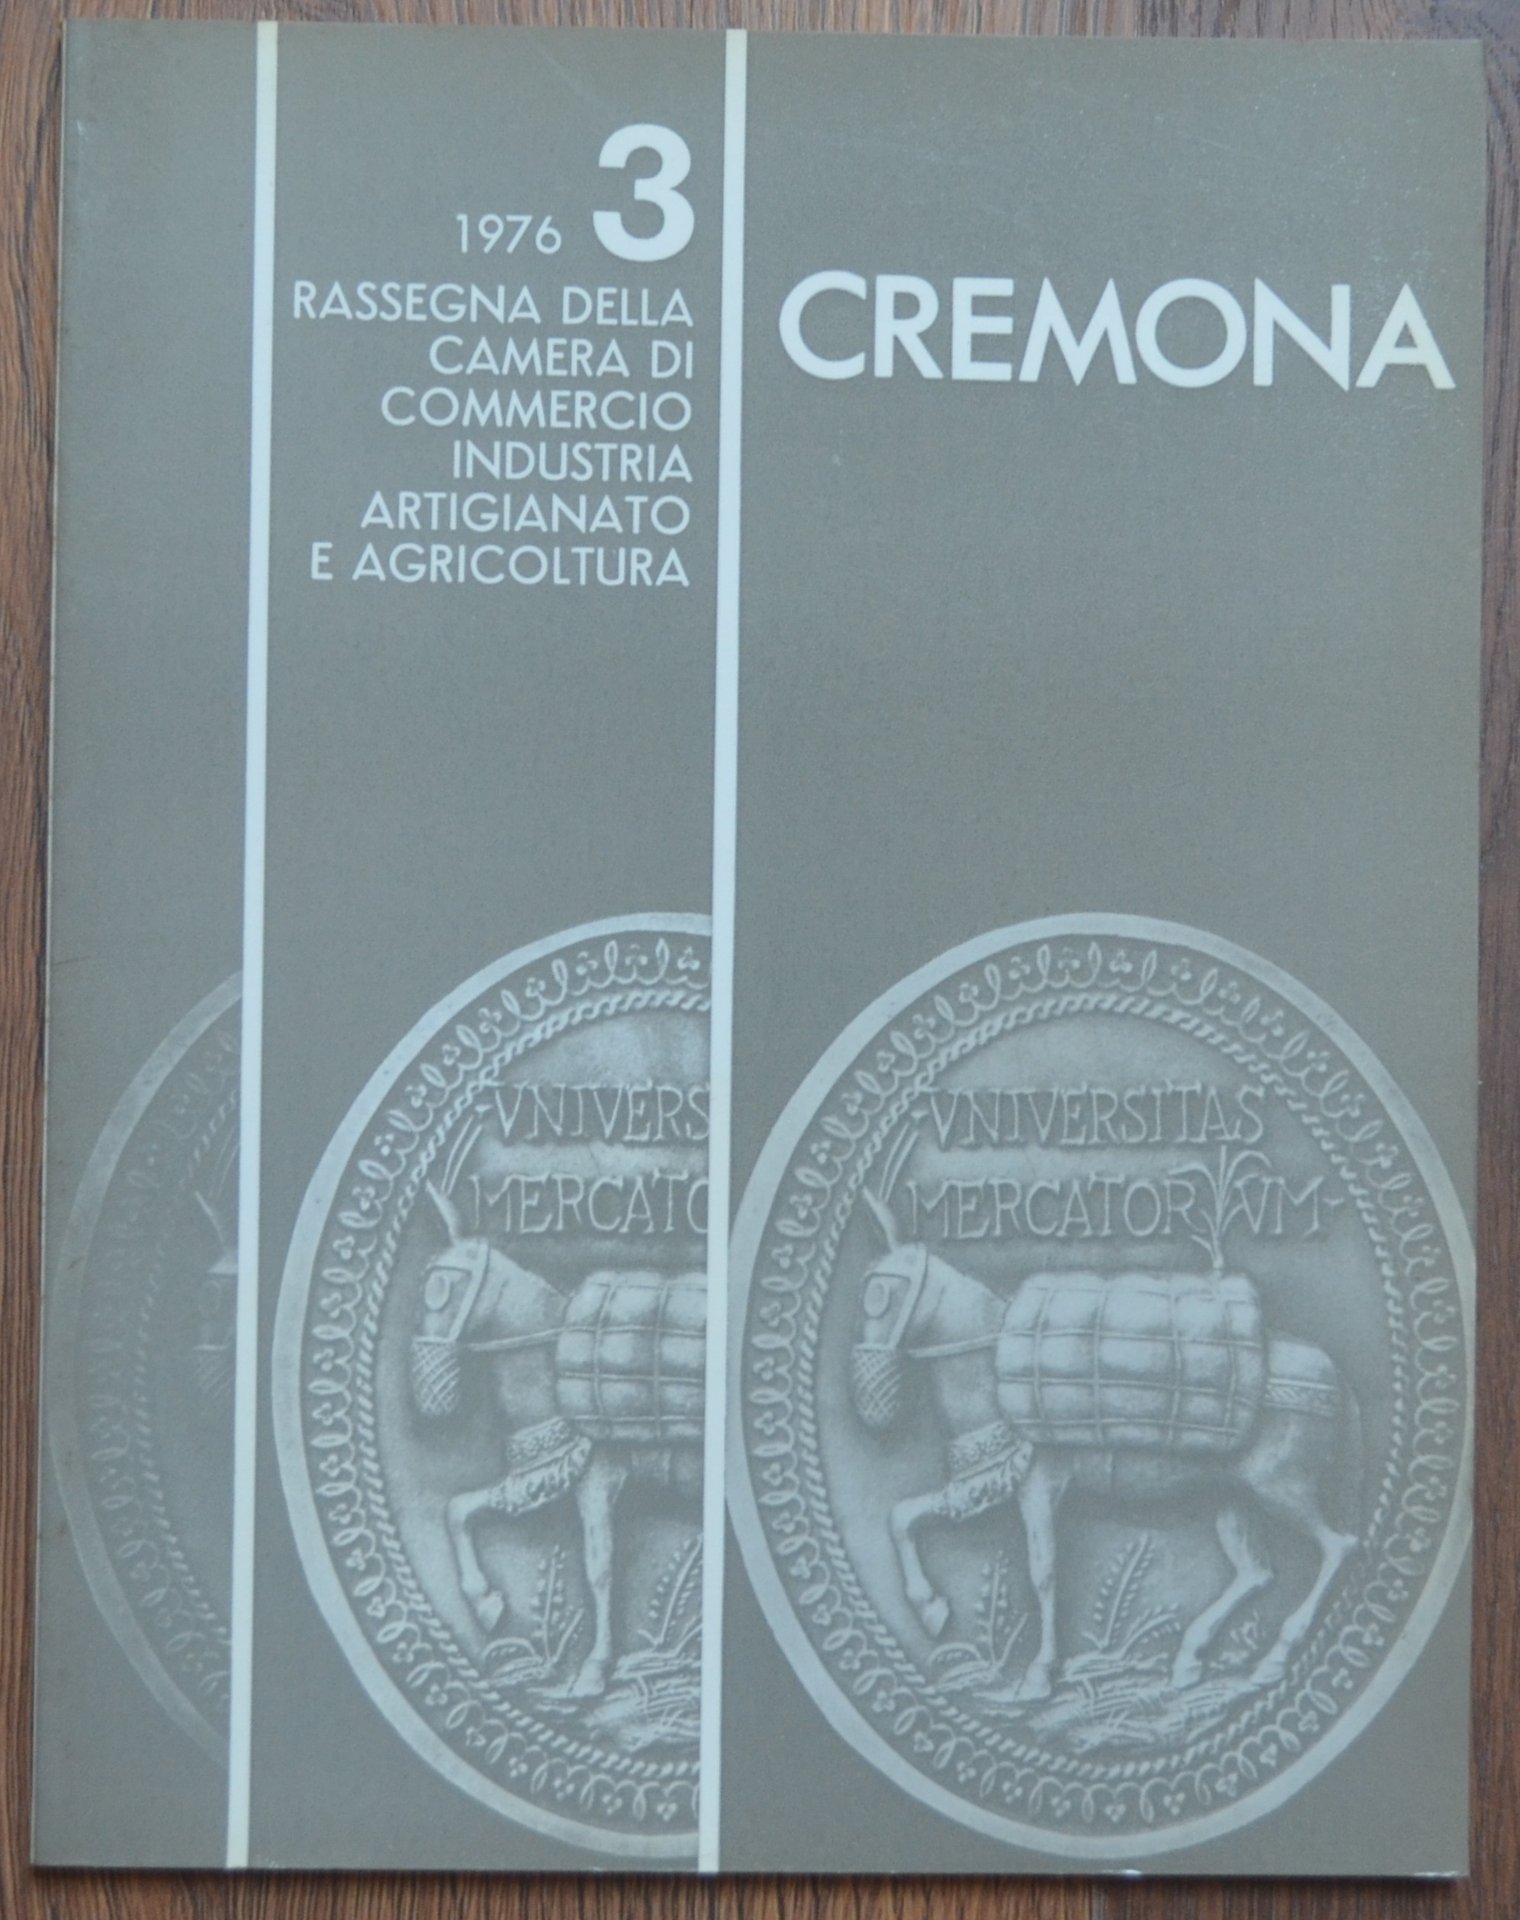 1976 3
RASSEGNA DELLA
CAMERA DI
COMMERCIO
INDUSTRIA
ARTIGIANATO
E AGRICOLTURA
CREMONA
VNIVERS
MERCATO
VNIVERSITAS
MERCATORVM